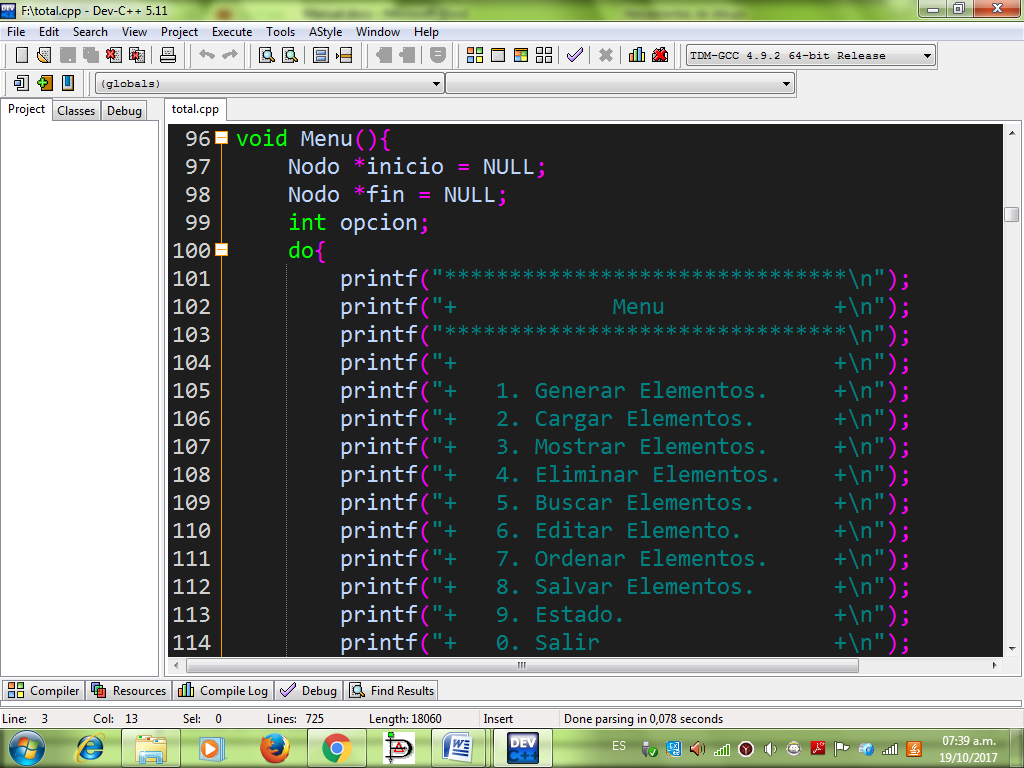 F:\total.cpp - Dev-C++ 5.11
File Edit Search View Project Execute Tools AStyle Window Help
TDM-GCC 4.9.2 64-bit Release
(globals)
Project Classes Debug total.cpp
96 void Menu(){
97 Nodo *inicio = NULL;
98 Nodo *fin = NULL;
99 int opcion;
100 do{
101 printf("*******************************\n");
102 printf("+ Menu +\n");
103 printf("*******************************\n");
104 printf("+ +\n");
105 printf("+ 1. Generar Elementos. +\n");
106 printf("+ 2. Cargar Elementos. +\n");
107 printf("+ 3. Mostrar Elementos. +\n");
108 printf("+ 4. Eliminar Elementos. +\n");
109 printf("+ 5. Buscar Elementos. +\n");
110 printf("+ 6. Editar Elemento. +\n");
111 printf("+ 7. Ordenar Elementos. +\n");
112 printf("+ 8. Salvar Elementos. +\n");
113 printf("+ 9. Estado. +\n");
114 printf("+ 0. Salir +\n");
Compiler Resources Compile Log Debug Find Results
Line: 3 Col: 13 Sel: 0 Lines: 725 Length: 18060 Insert Done parsing in 0,078 seconds
DEV C++
ES
07:39 a.m.
19/10/2017